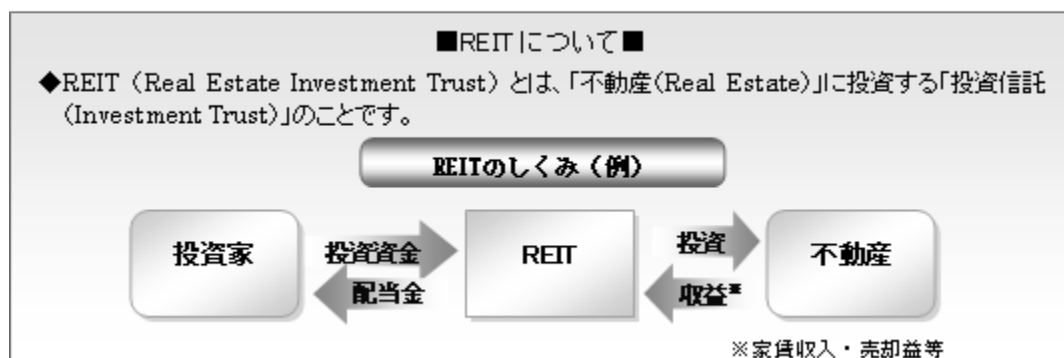 ■REITについて■
◆REIT（Real Estate Investment Trust）とは、「不動産(Real Estate)」に投資する「投資信託
（Investment Trust)」のことです。
REITのしくみ（例）
投資家 投資資金 REIT 投資 不動産
配当金 収益※
※家賃収入・売却益等